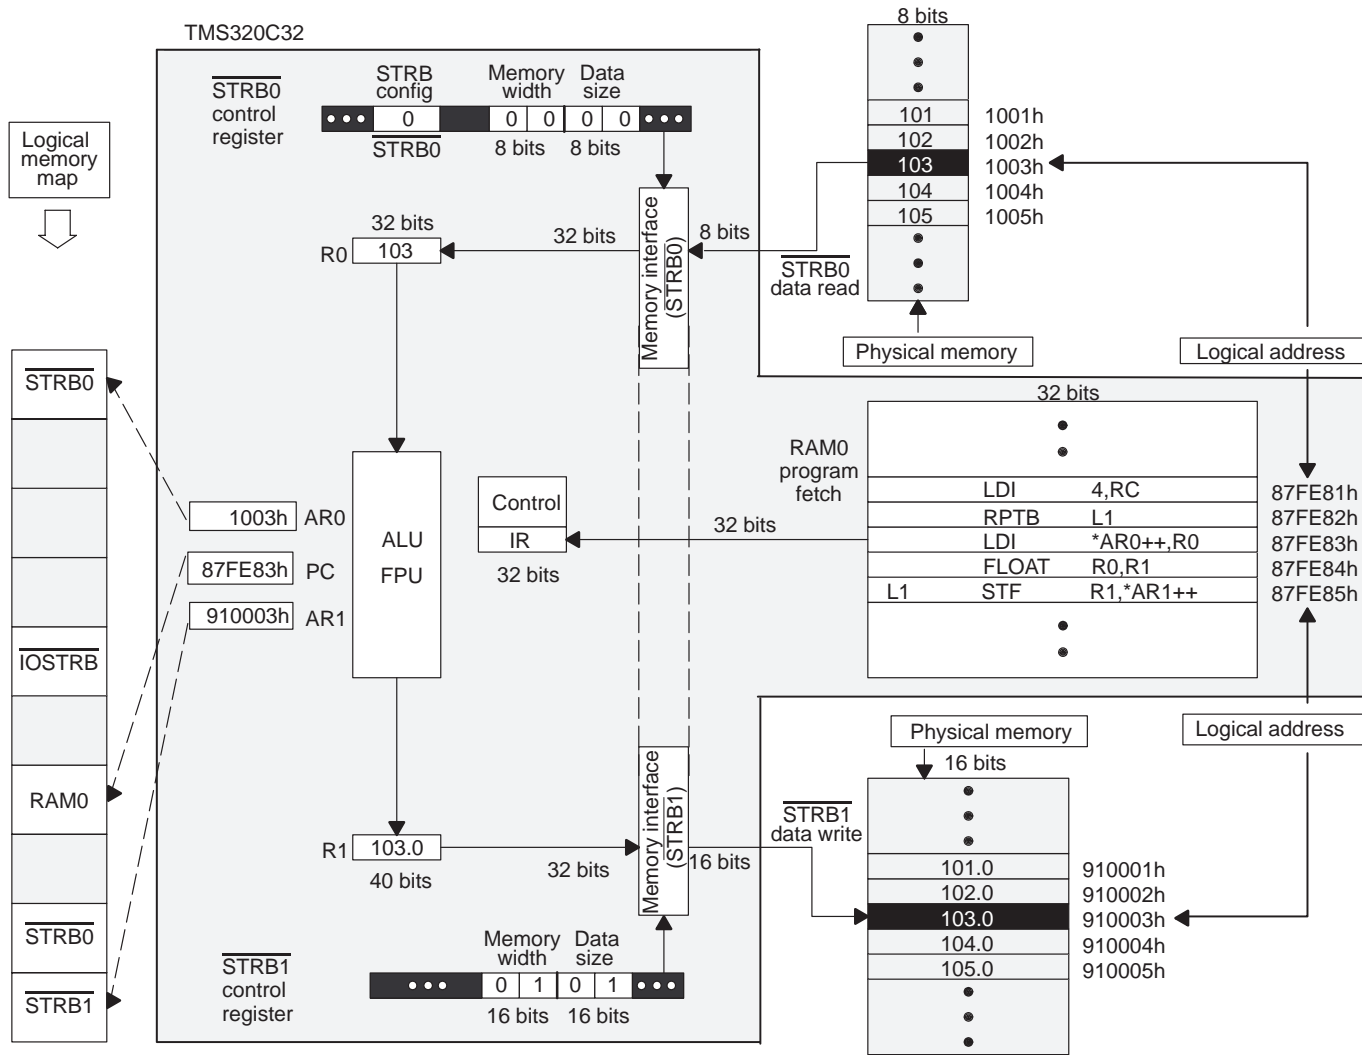 TMS320C32
8 bits
STRB0
control
register
STRB
config
Memory
width
Data
size
0
0 0 0 0
STRB0
8 bits
8 bits
Logical
memory
map
101 1001h
102 1002h
103 1003h
104 1004h
105 1005h
32 bits
R0 103
32 bits
Memory interface
(STRB0)
8 bits
STRB0
data read
Physical memory
Logical address
STRB0
IOSTRB
RAM0
STRB0
STRB1
1003h AR0
87FE83h PC
910003h AR1
ALU
FPU
Control
IR
32 bits
32 bits
RAM0
program
fetch
32 bits
LDI 4,RC 87FE81h
RPTB L1 87FE82h
LDI *AR0++,R0 87FE83h
FLOAT R0,R1 87FE84h
L1 STF R1,*AR1++ 87FE85h
Physical memory
Logical address
16 bits
R1 103.0
40 bits
32 bits
Memory interface
(STRB1)
16 bits
STRB1
data write
101.0 910001h
102.0 910002h
103.0 910003h
104.0 910004h
105.0 910005h
STRB1
control
register
Memory
width
Data
size
0 1 0 1
16 bits
16 bits